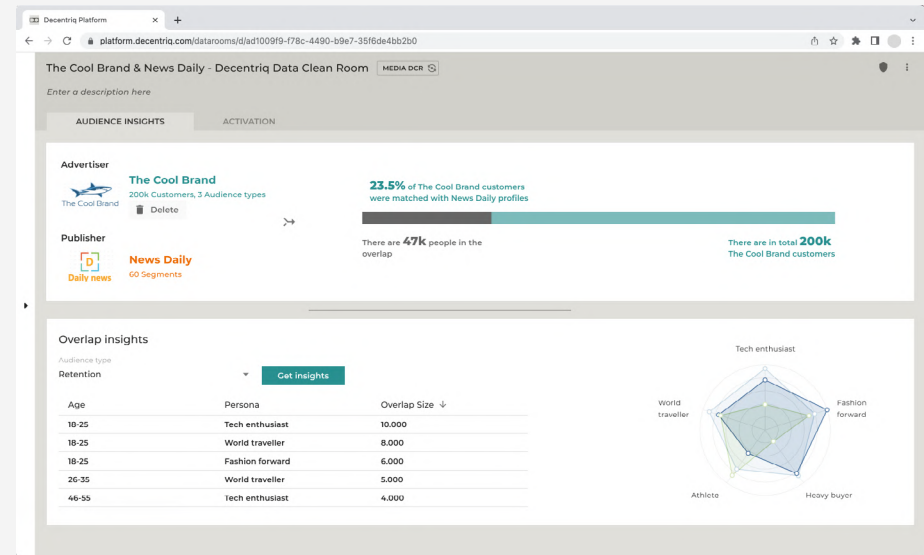 Decentriq Platform
platform.decentriq.com/datarooms/d/ad1009f9-f78c-4490-b9e7-35f6de4bb2b0
The Cool Brand & News Daily - Decentriq Data Clean Room
MEDIA DCR
Enter a description here
AUDIENCE INSIGHTS
ACTIVATION
Advertiser
The Cool Brand
The Cool Brand
200k Customers, 3 Audience types
Delete
Publisher
D
Daily news
News Daily
60 Segments
23.5% of The Cool Brand customers
were matched with News Daily profiles
There are 47k people in the
overlap
There are in total 200k
The Cool Brand customers
Overlap insights
Audience type
Retention
Get insights
Age Persona Overlap Size
18-25 Tech enthusiast 10.000
18-25 World traveller 8.000
18-25 Fashion forward 6.000
26-35 World traveller 5.000
46-55 Tech enthusiast 4.000
Tech enthusiast
World
traveller
Fashion
forward
Athlete
Heavy buyer